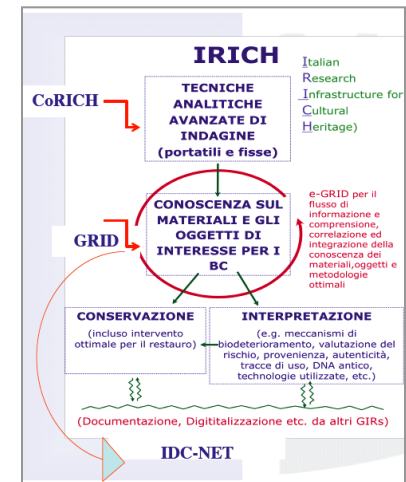 IRICH
Italian
Research
Infrastructure for
Cultural
Heritage)
CoRICH
TECNICHE
ANALITICHE
AVANZATE DI
INDAGINE
(portatili e fisse)
GRID
CONOSCENZA SUL
MATERIALI E GLI
OGGETTI DI
INTERESSE PER I
BC
e-GRID per il
flusso di
informazione e
comprensione,
correlazione ed
integrazione della
conoscenza dei
materiali,oggetti e
metodologie
ottimali
CONSERVAZIONE
(incluso intervento
ottimale per il restauro)
INTERPRETAZIONE
(e.g. meccanismi di
biodeterioramento, valutazione del
rischio, provenienza, autenticità,
tracce di uso, DNA antico,
technologie utilizzate, etc.)
(Documentazione, Digititalizzazione etc. da altri GIRs)
IDC-NET